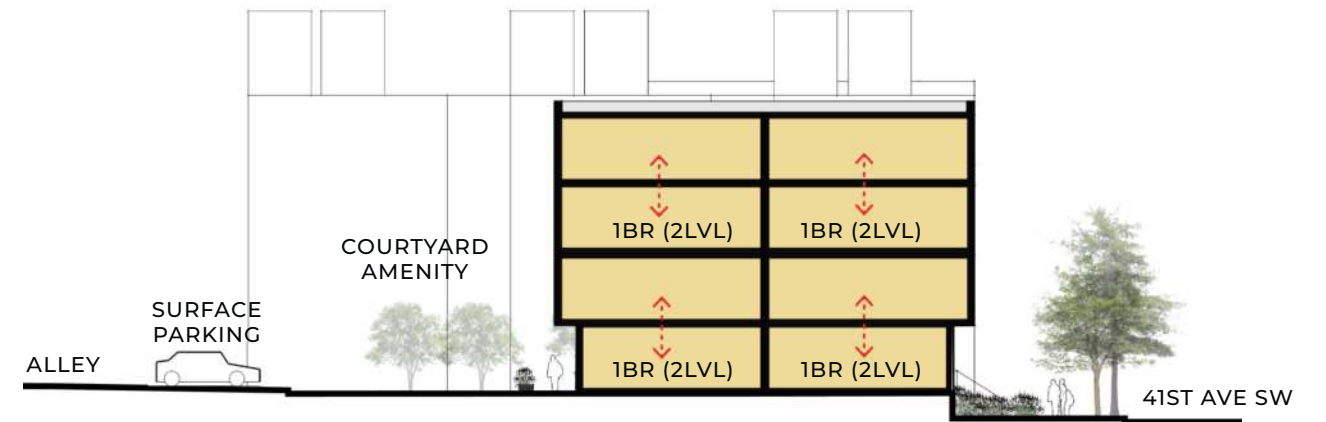 COURTYARD
AMENITY
SURFACE
PARKING
ALLEY
1BR (2LVL)
1BR (2LVL)
1BR (2LVL)
1BR (2LVL)
41ST AVE SW